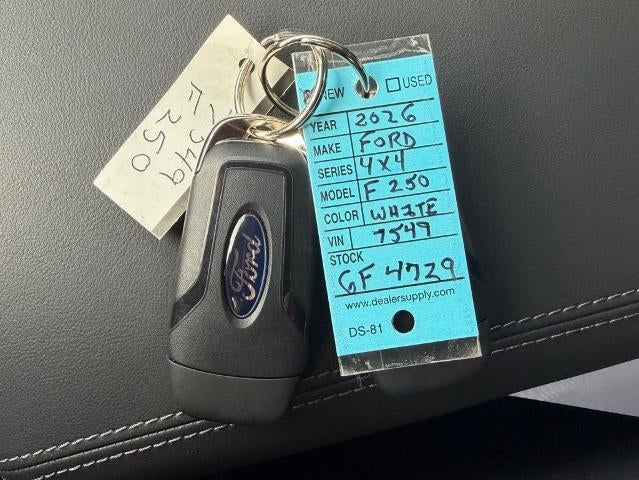 NEW USED
YEAR 2026
MAKE FORD
SERIES 4X4
MODEL F 250
COLOR WHITE
VIN 7549
STOCK
GF 4729
www.dealersupply.com
DS-81
7549
F 250
Ford